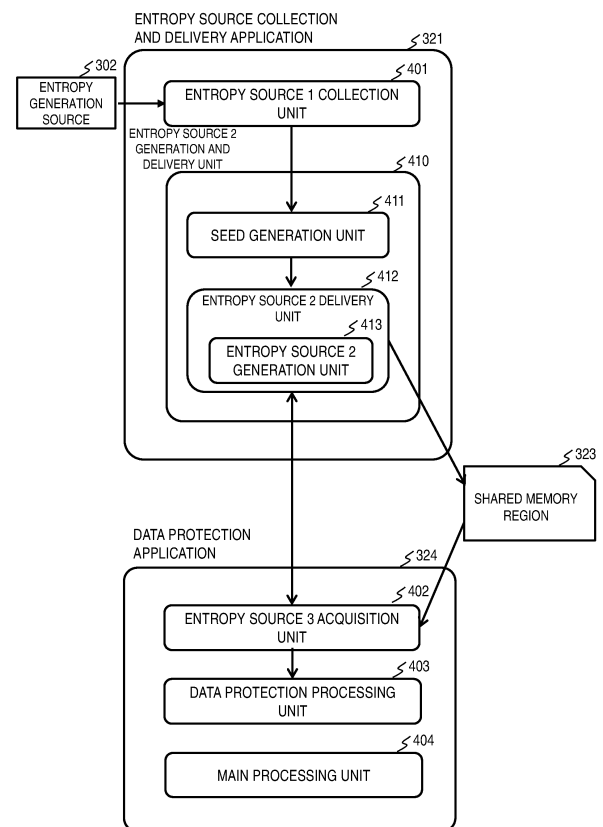 ENTROPY SOURCE COLLECTION
AND DELIVERY APPLICATION
321
302
ENTROPY
GENERATION
SOURCE
401
ENTROPY SOURCE 1 COLLECTION
UNIT
ENTROPY SOURCE 2
GENERATION AND
DELIVERY UNIT
410
411
SEED GENERATION UNIT
412
ENTROPY SOURCE 2 DELIVERY
UNIT
413
ENTROPY SOURCE 2
GENERATION UNIT
323
SHARED MEMORY
REGION
DATA PROTECTION
APPLICATION
324
402
ENTROPY SOURCE 3 ACQUISITION
UNIT
403
DATA PROTECTION PROCESSING
UNIT
404
MAIN PROCESSING UNIT